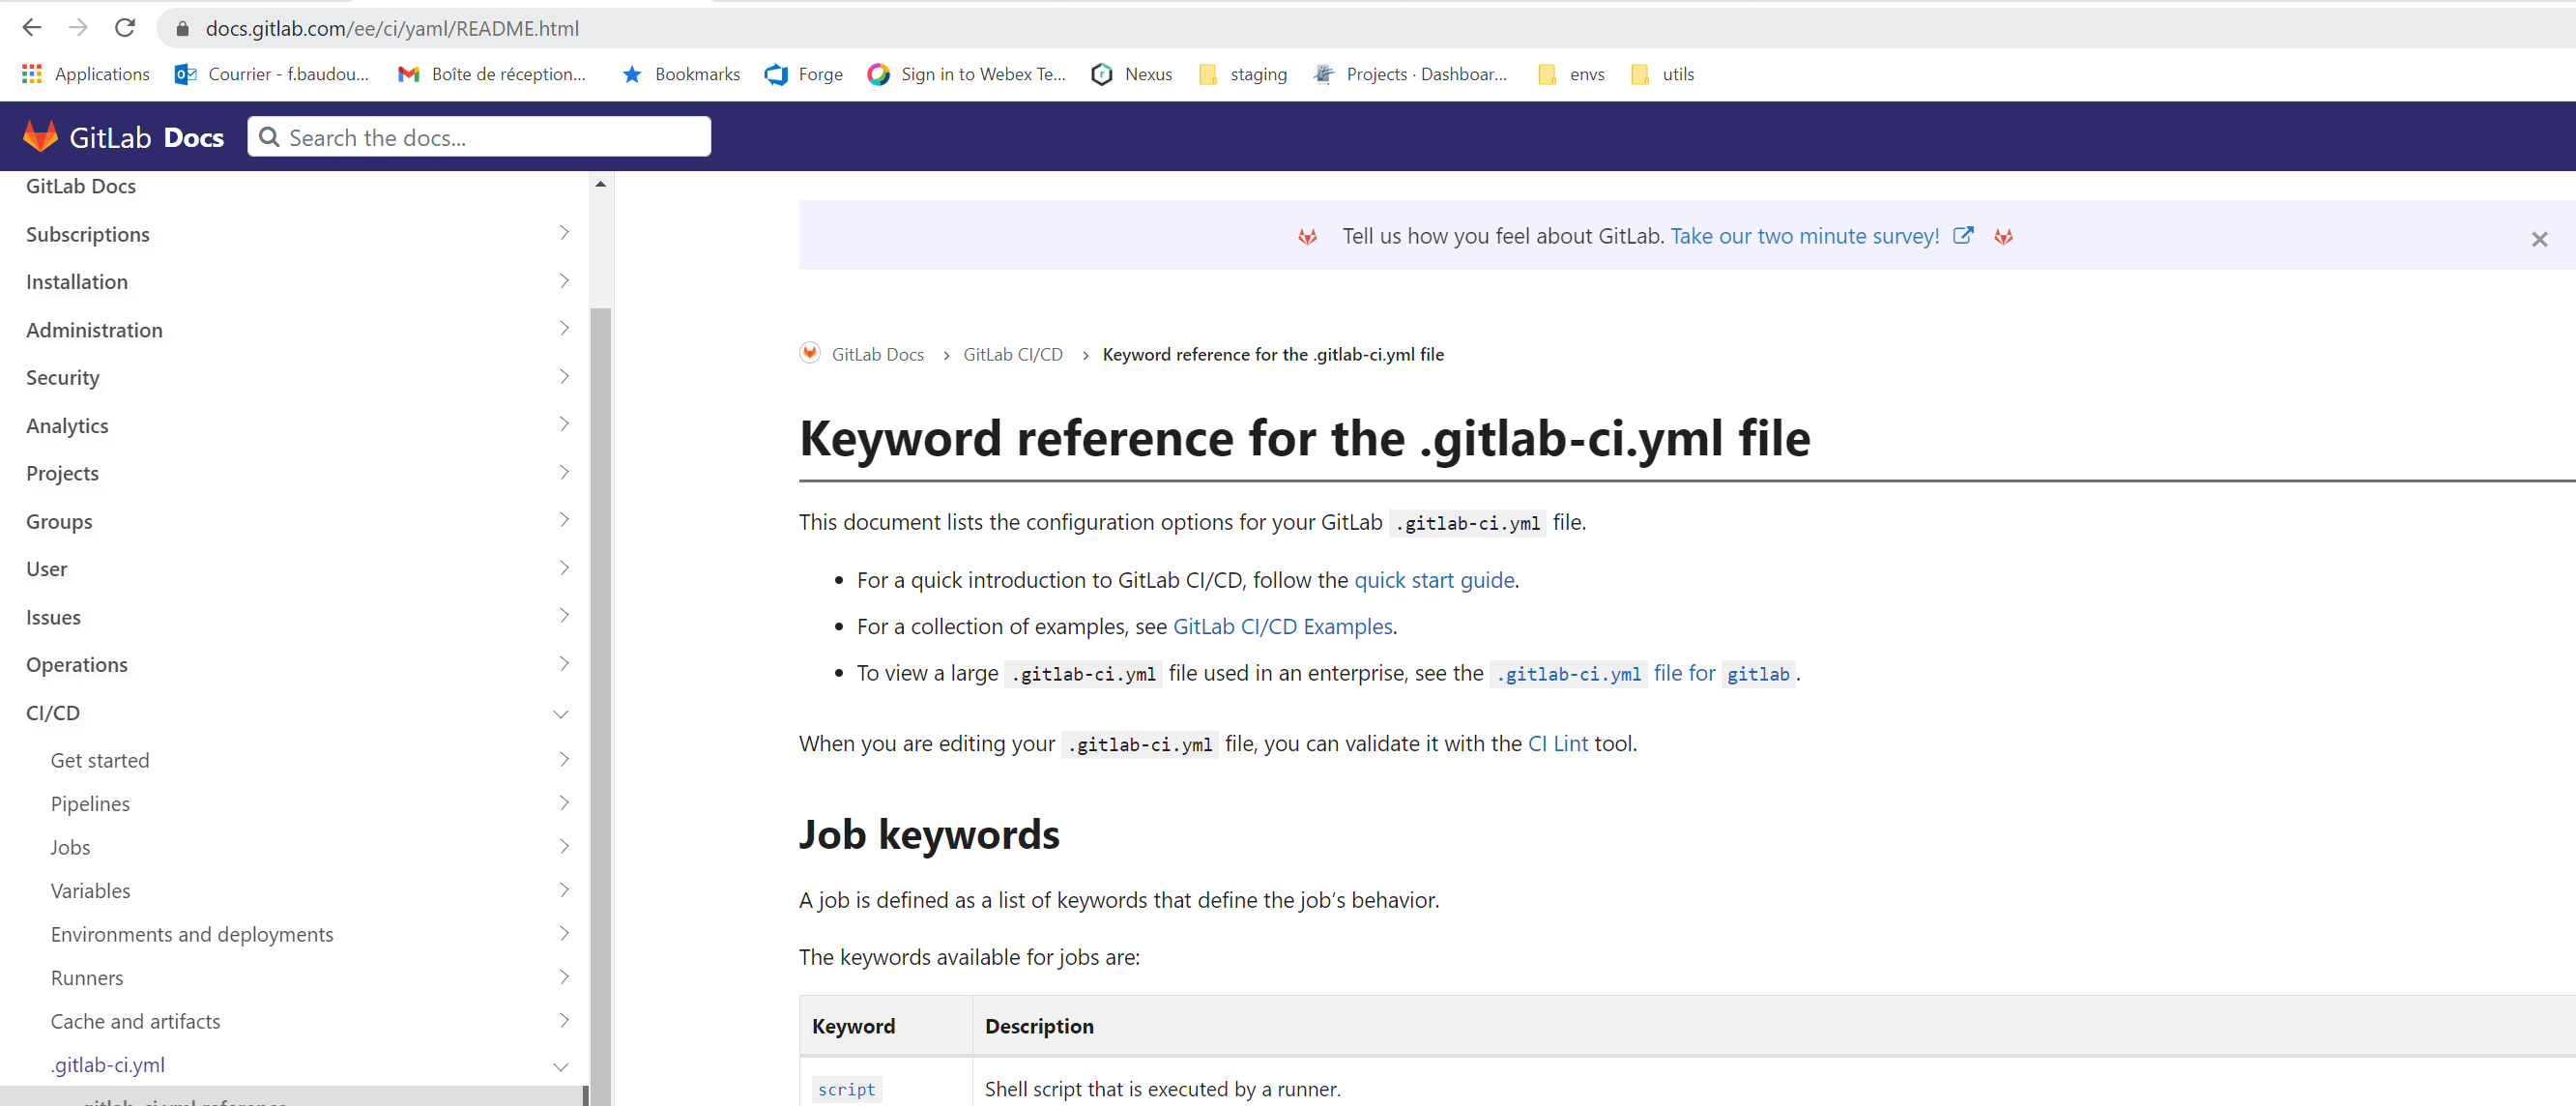 docs.gitlab.com/ee/ci/yaml/README.html
Applications Courrier - f.baudou... Boîte de réception... Bookmarks Forge Sign in to Webex Te... Nexus staging Projects · Dashboar... envs utils
GitLab Docs Search the docs...
GitLab Docs
Subscriptions
Installation
Administration
Security
Analytics
Projects
Groups
User
Issues
Operations
CI/CD
Get started
Pipelines
Jobs
Variables
Environments and deployments
Runners
Cache and artifacts
.gitlab-ci.yml
.gitlab-ci.yml reference
Tell us how you feel about GitLab. Take our two minute survey!
GitLab Docs › GitLab CI/CD › Keyword reference for the .gitlab-ci.yml file
Keyword reference for the .gitlab-ci.yml file
This document lists the configuration options for your GitLab .gitlab-ci.yml file.
• For a quick introduction to GitLab CI/CD, follow the quick start guide.
• For a collection of examples, see GitLab CI/CD Examples.
• To view a large .gitlab-ci.yml file used in an enterprise, see the .gitlab-ci.yml file for gitlab.
When you are editing your .gitlab-ci.yml file, you can validate it with the CI Lint tool.
Job keywords
A job is defined as a list of keywords that define the job’s behavior.
The keywords available for jobs are:
Keyword Description
script Shell script that is executed by a runner.